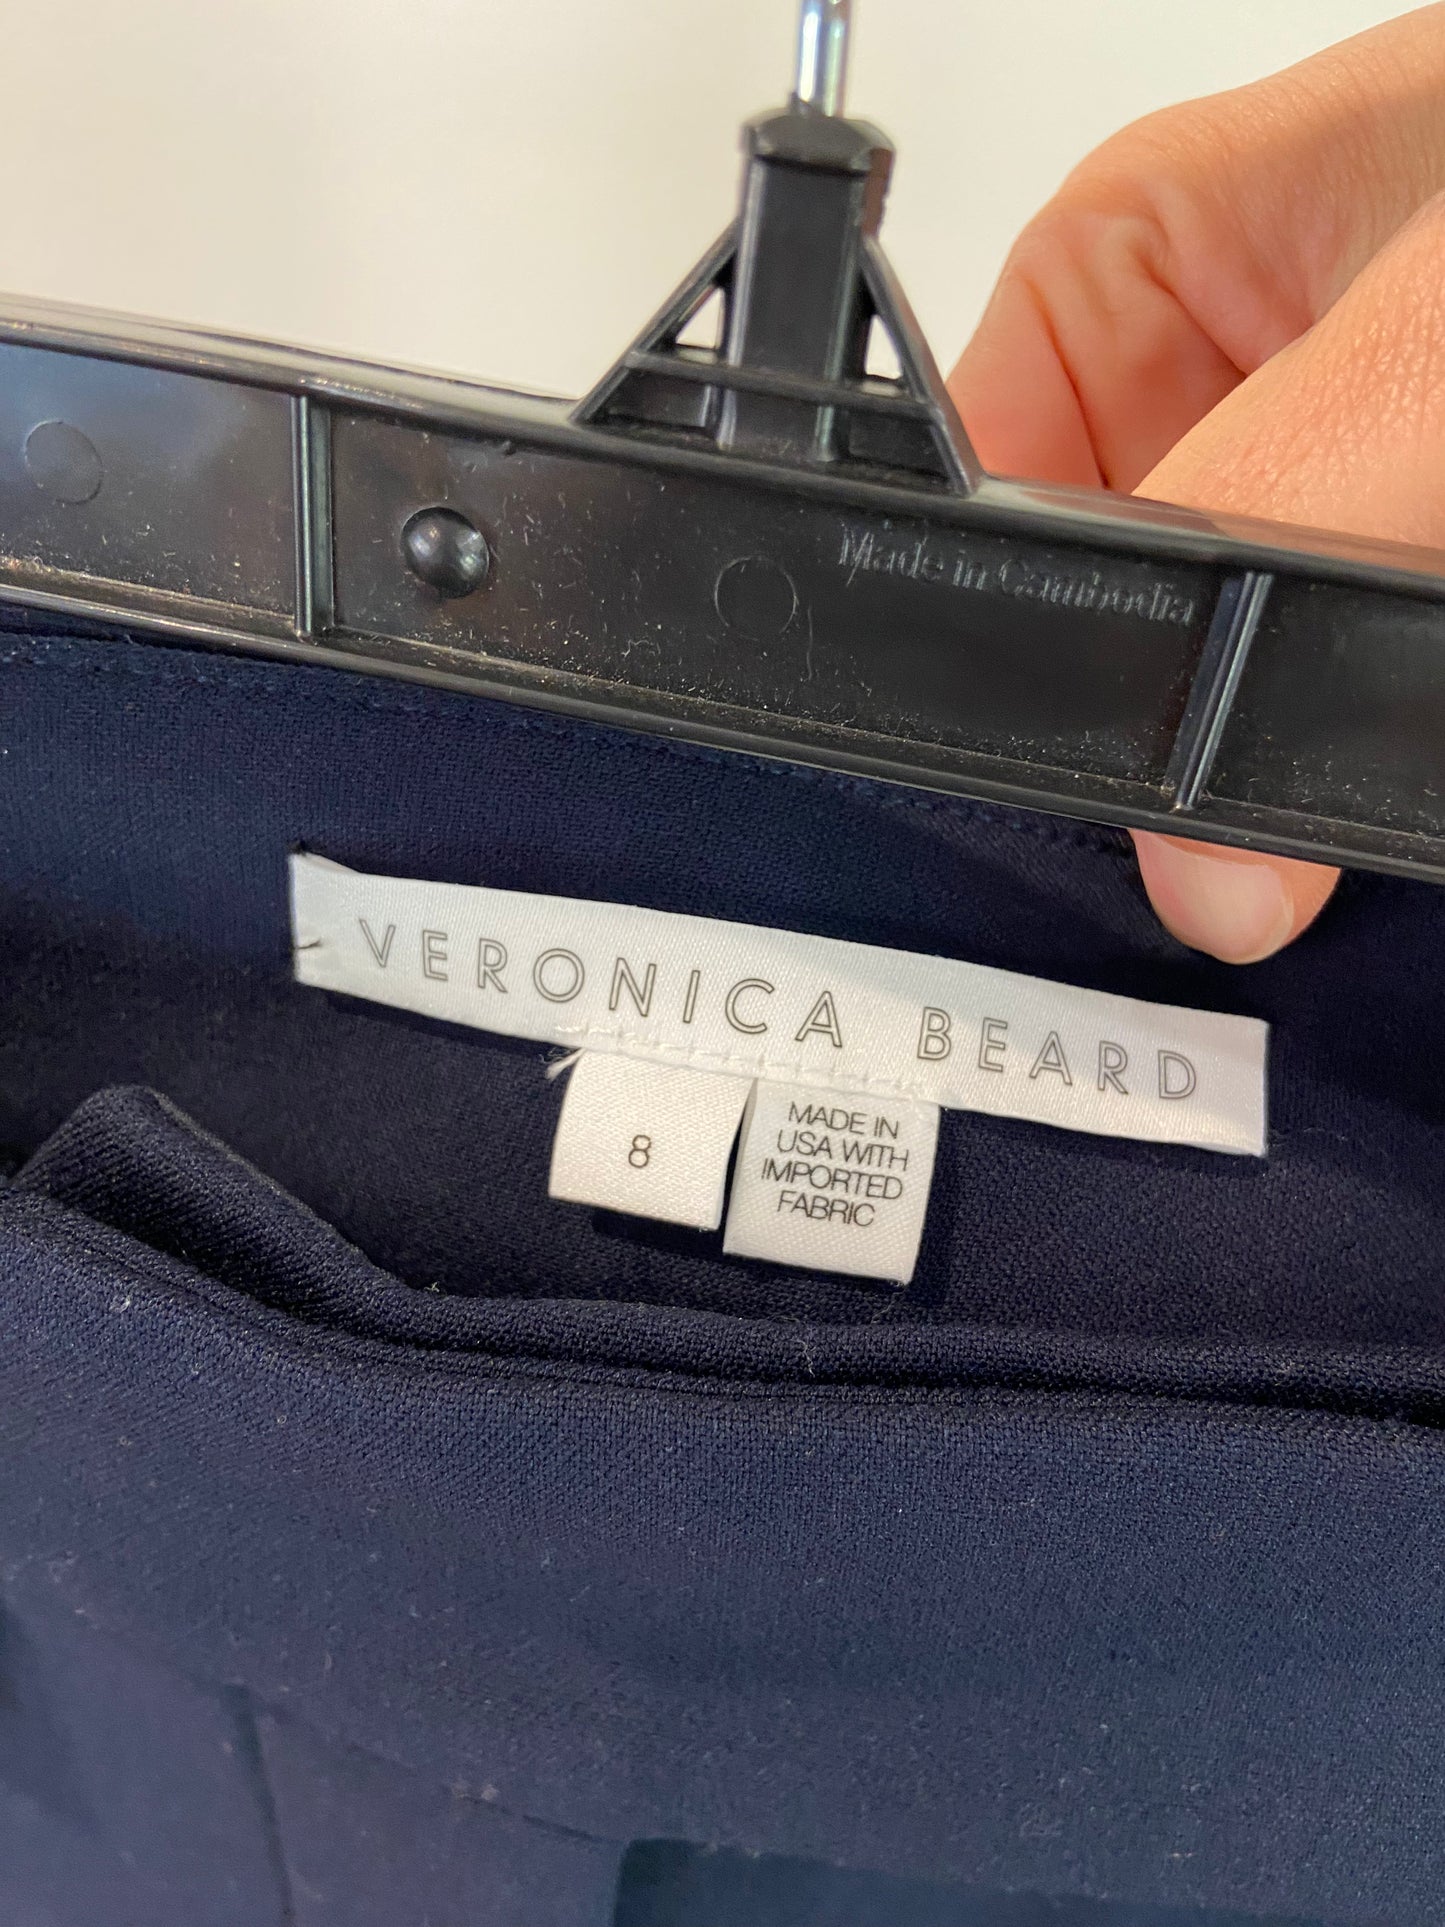 Made in Cambodia
VERONICA BEARD
8
MADE IN
USA WITH
IMPORTED
FABRIC